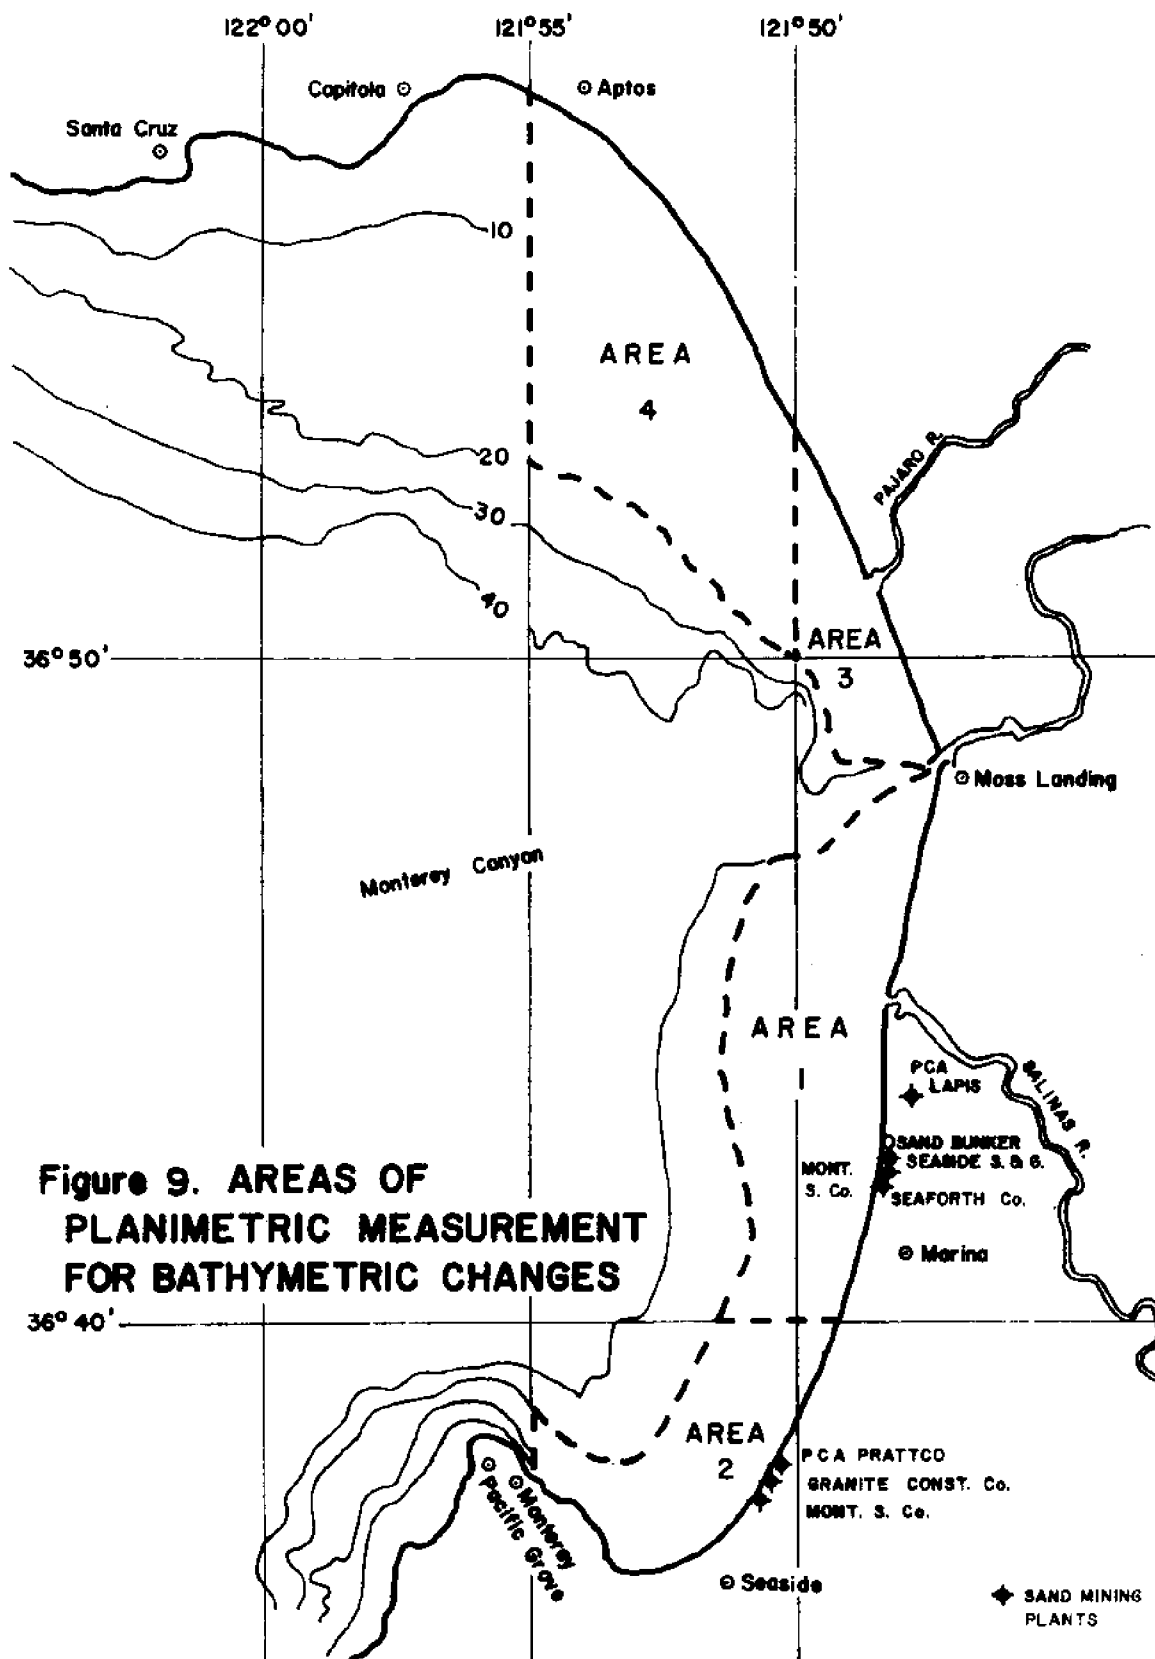 122° 00'
121° 55'
121° 50'
Capitola
Aptos
Santa Cruz
10
AREA
4
PAJARO R.
20
30
40
AREA
36° 50'
3
Moss Landing
Monterey Canyon
AREA
1
PCA
LAPIS
SALINAS R.
SAND BUNKER
MONT.
S. Co.
SEASIDE S. & G.
SEAFORTH Co.
Figure 9. AREAS OF
PLANIMETRIC MEASUREMENT
FOR BATHYMETRIC CHANGES
Marina
36° 40'
AREA
2
PCA PRATTCO
GRANITE CONST. Co.
MONT. S. Co.
Monterey
Pacific Grove
Seaside
SAND MINING
PLANTS